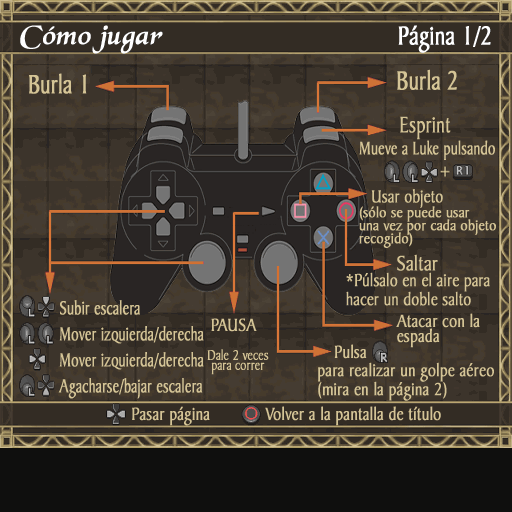 Cómo jugar
Página 1/2
Burla 1
Burla 2
Esprint
Mueve a Luke pulsando
L L + R1
Usar objeto
(sólo se puede usar
una vez por cada objeto
recogido)
Saltar
*Púlsalo en el aire para
hacer un doble salto
Atacar con la
espada
Pulsa R
para realizar un golpe aéreo
(mira en la página 2)
PAUSA
L Subir escalera
L L Mover izquierda/derecha
Mover izquierda/derecha
Dale 2 veces
para correr
L Agacharse/bajar escalera
Pasar página
Volver a la pantalla de título